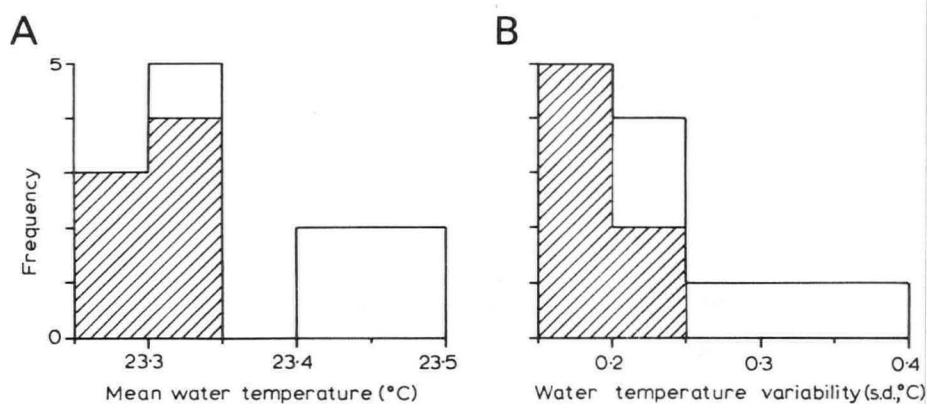 A
B
5
0
Frequency
23·3
23·4
23·5
Mean water temperature (°C)
0·2
0·3
0·4
Water temperature variability (s.d.,°C)